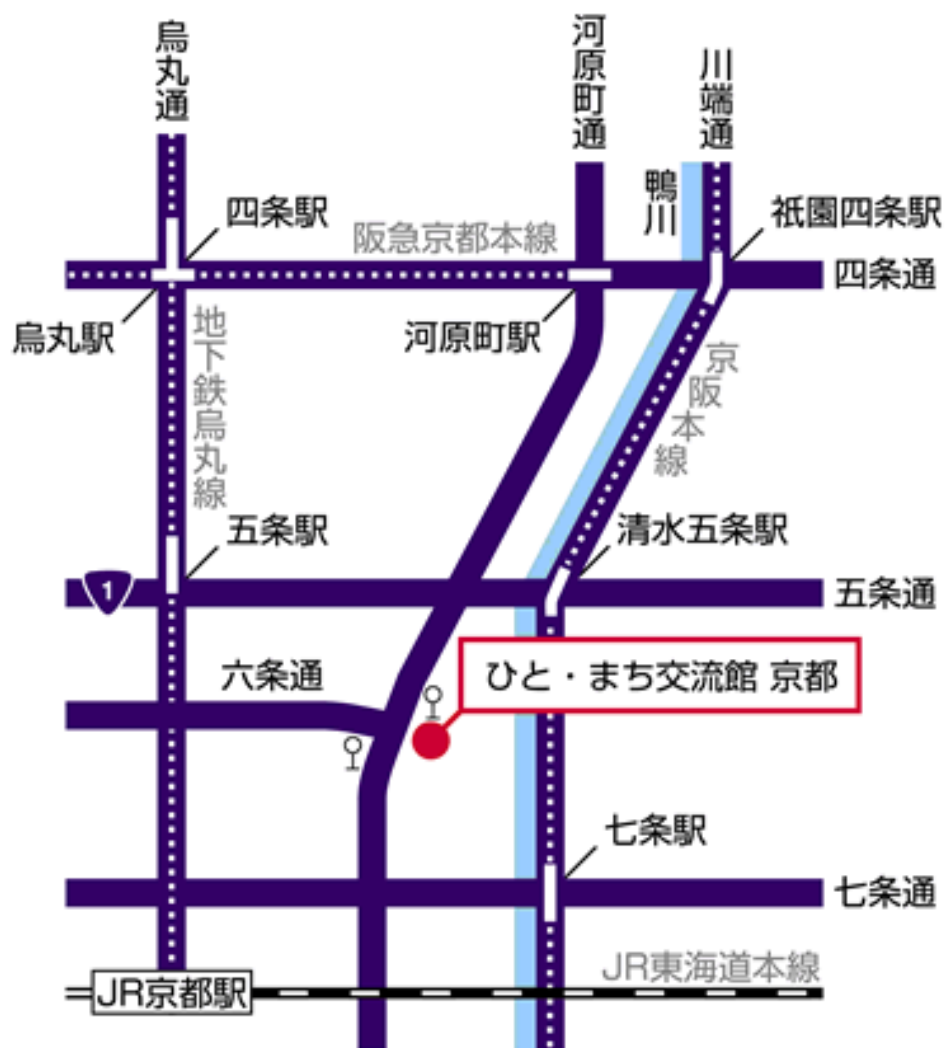 烏丸通
河原町通
川端通
鴨川
四条駅
阪急京都本線
祇園四条駅
四条通
烏丸駅
河原町駅
地下鉄烏丸線
京阪本線
五条駅
清水五条駅
1
五条通
六条通
ひと・まち交流館 京都
七条駅
七条通
JR東海道本線
JR京都駅